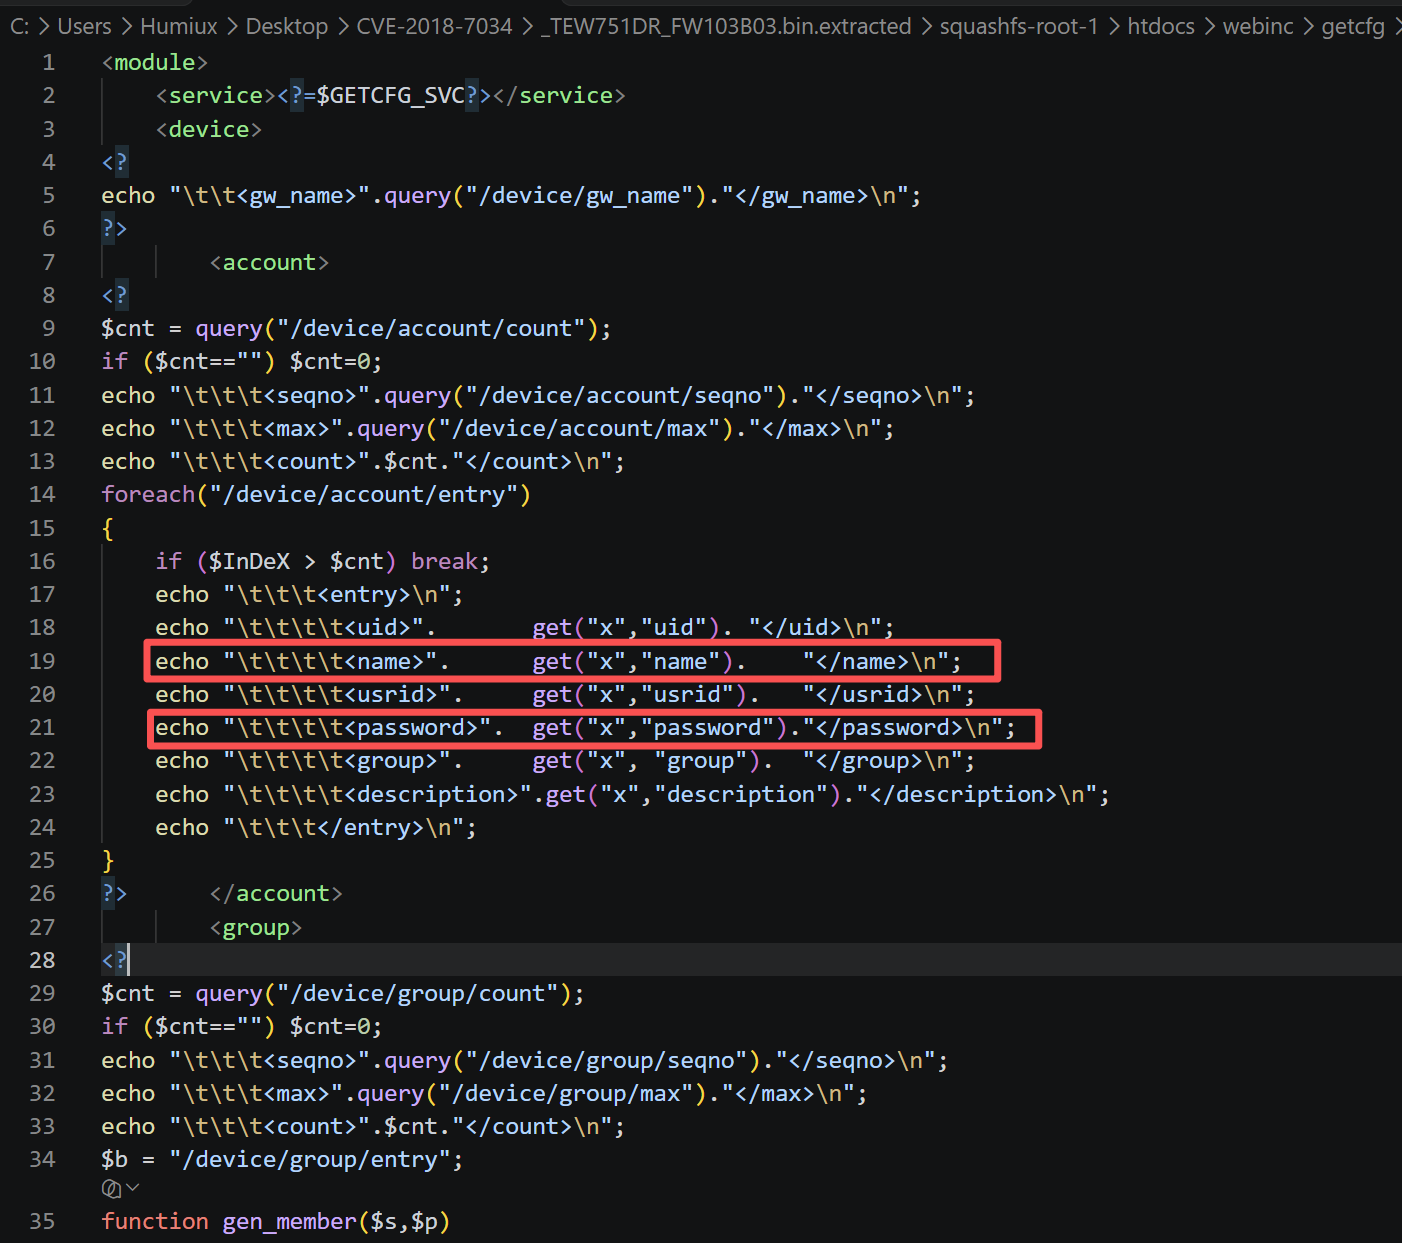 C: > Users > Humiux > Desktop > CVE-2018-7034 > _TEW751DR_FW103B03.bin.extracted > squashfs-root-1 > htdocs > webinc > getcfg >
1 <module>
2 <service><?=$GETCFG_SVC?></service>
3 <device>
4 <?
5 echo "\t\t<gw_name>".query("/device/gw_name")."</gw_name>\n";
6 ?>
7 <account>
8 <?
9 $cnt = query("/device/account/count");
10 if ($cnt=="") $cnt=0;
11 echo "\t\t\t<seqno>".query("/device/account/seqno")."</seqno>\n";
12 echo "\t\t\t<max>".query("/device/account/max")."</max>\n";
13 echo "\t\t\t<count>".$cnt."</count>\n";
14 foreach("/device/account/entry")
15 {
16 if ($InDeX > $cnt) break;
17 echo "\t\t\t<entry>\n";
18 echo "\t\t\t\t<uid>". get("x","uid"). "</uid>\n";
19 echo "\t\t\t\t<name>". get("x","name"). "</name>\n";
20 echo "\t\t\t\t<usrid>". get("x","usrid"). "</usrid>\n";
21 echo "\t\t\t\t<password>". get("x","password")."</password>\n";
22 echo "\t\t\t\t<group>". get("x", "group"). "</group>\n";
23 echo "\t\t\t\t<description>".get("x","description")."</description>\n";
24 echo "\t\t\t</entry>\n";
25 }
26 ?> </account>
27 <group>
28 <?
29 $cnt = query("/device/group/count");
30 if ($cnt=="") $cnt=0;
31 echo "\t\t\t<seqno>".query("/device/group/seqno")."</seqno>\n";
32 echo "\t\t\t<max>".query("/device/group/max")."</max>\n";
33 echo "\t\t\t<count>".$cnt."</count>\n";
34 $b = "/device/group/entry";
35 function gen_member($s,$p)